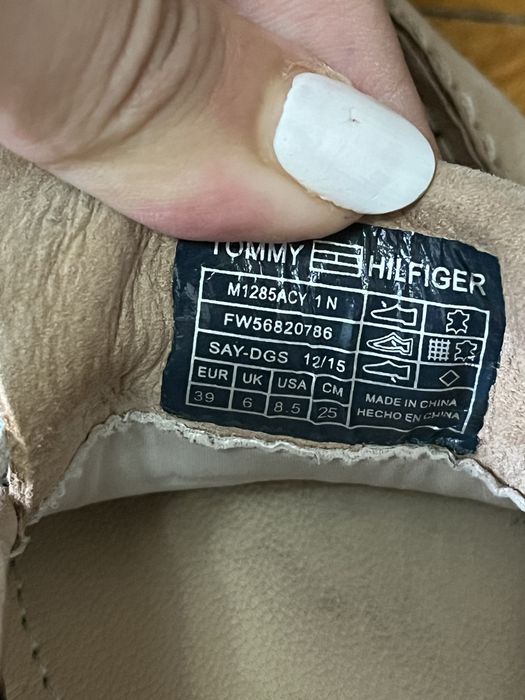 TOMMY HILFIGER
M1285ACY 1 N
FW56820786
SAY-DGS 12/15
EUR UK USA CM
39 6 8.5 25
MADE IN CHINA
HECHO EN CHINA